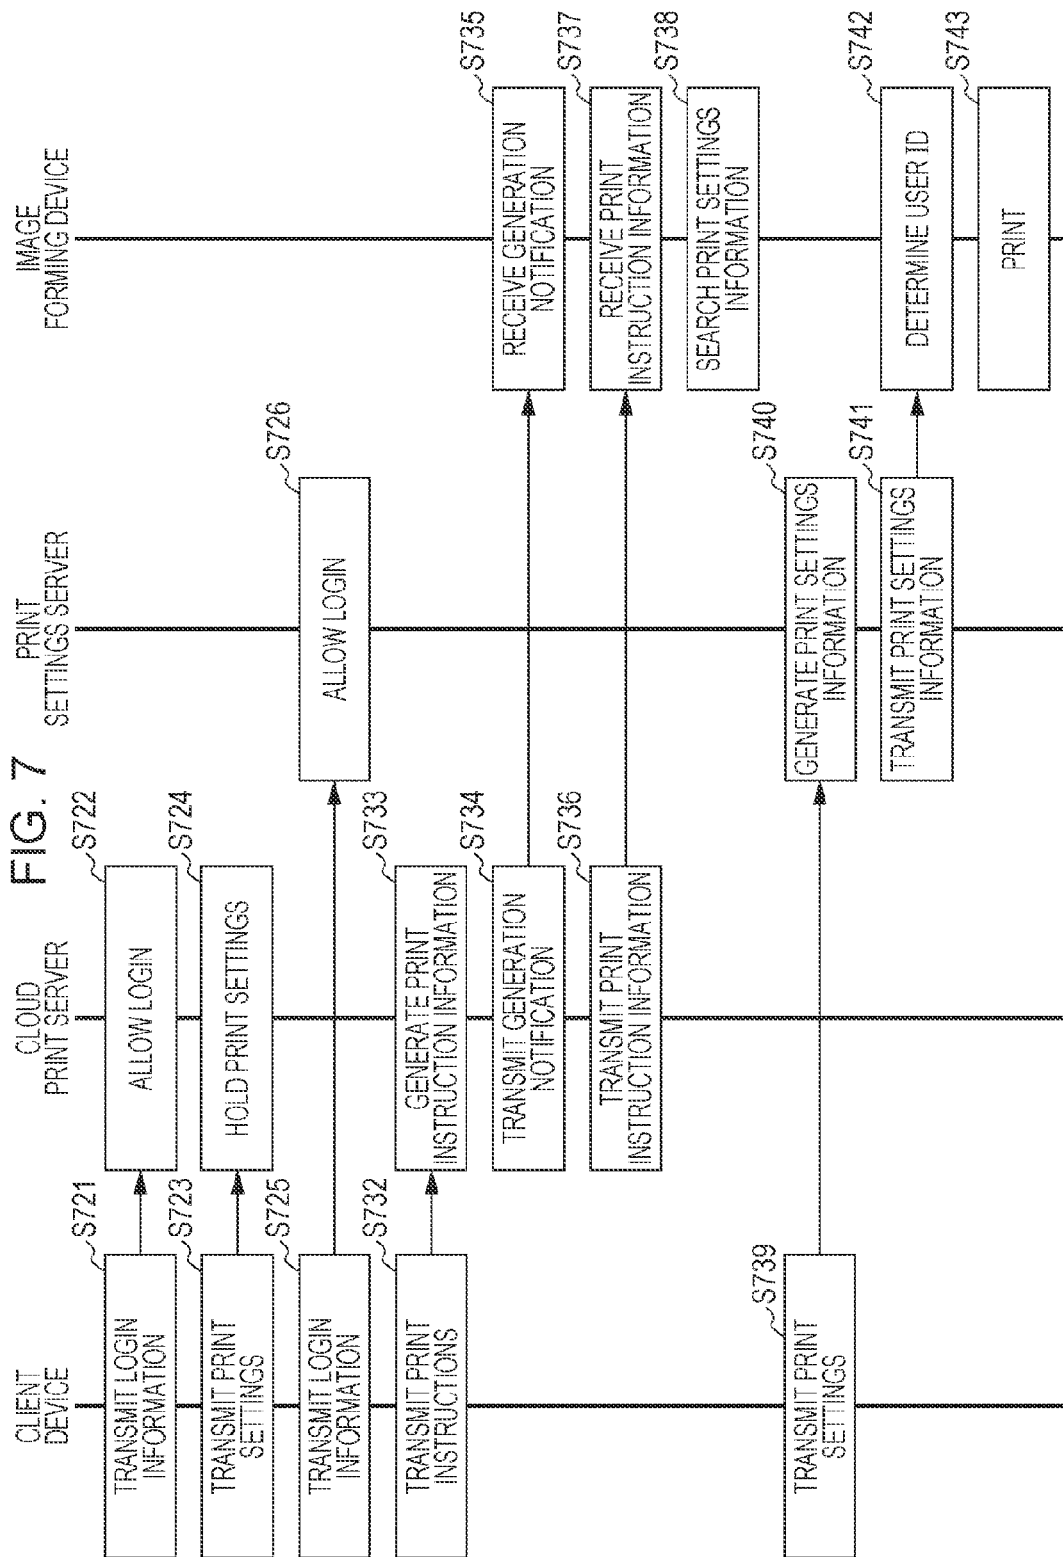 FIG. 7
CLIENT
DEVICE
CLOUD
PRINT SERVER
PRINT
SETTINGS SERVER
IMAGE
FORMING DEVICE
S721
TRANSMIT LOGIN
INFORMATION
S722
ALLOW LOGIN
S723
TRANSMIT PRINT
SETTINGS
S724
HOLD PRINT SETTINGS
S725
TRANSMIT LOGIN
INFORMATION
S726
ALLOW LOGIN
S732
TRANSMIT PRINT
INSTRUCTIONS
S733
GENERATE PRINT
INSTRUCTION INFORMATION
S734
TRANSMIT GENERATION
NOTIFICATION
S735
RECEIVE GENERATION
NOTIFICATION
S736
TRANSMIT PRINT
INSTRUCTION INFORMATION
S737
RECEIVE PRINT
INSTRUCTION INFORMATION
S738
SEARCH PRINT SETTINGS
INFORMATION
S739
TRANSMIT PRINT
SETTINGS
S740
GENERATE PRINT SETTINGS
INFORMATION
S741
TRANSMIT PRINT SETTINGS
INFORMATION
S742
DETERMINE USER ID
S743
PRINT